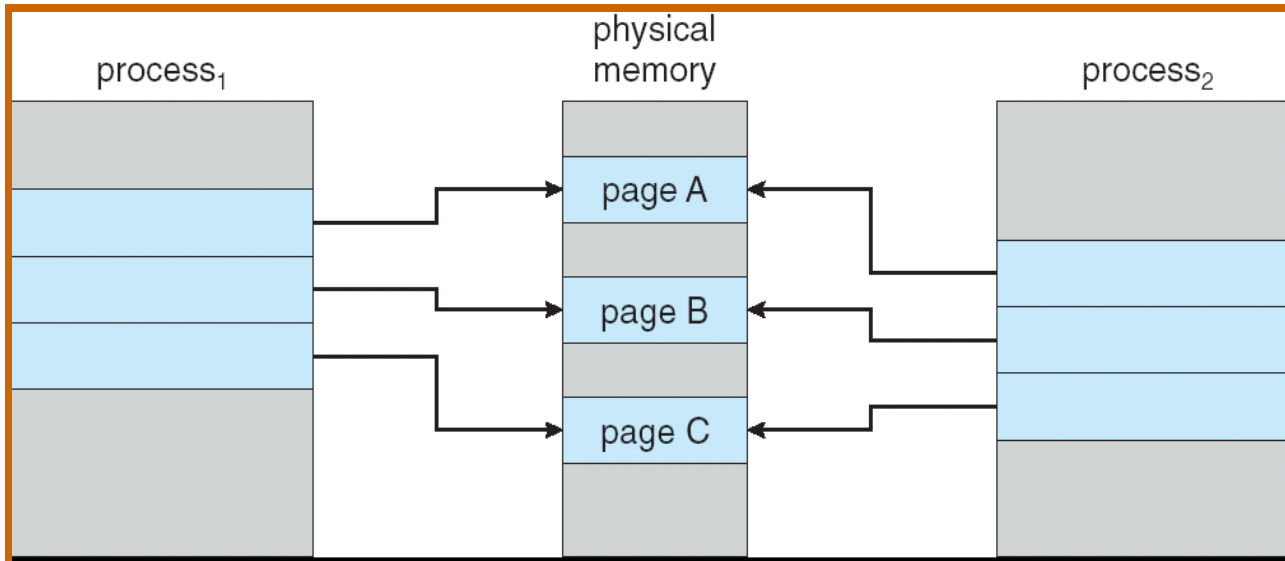 process₁
physical
memory
process₂
page A
page B
page C